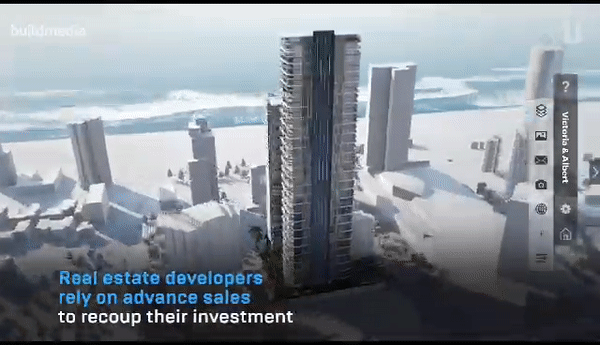 buildmedia
?
Victoria & Albert
Real estate developers
rely on advance sales
to recoup their investment